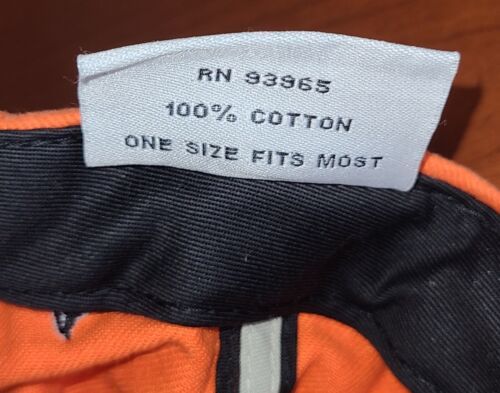 RN 93965
100% COTTON
ONE SIZE FITS MOST